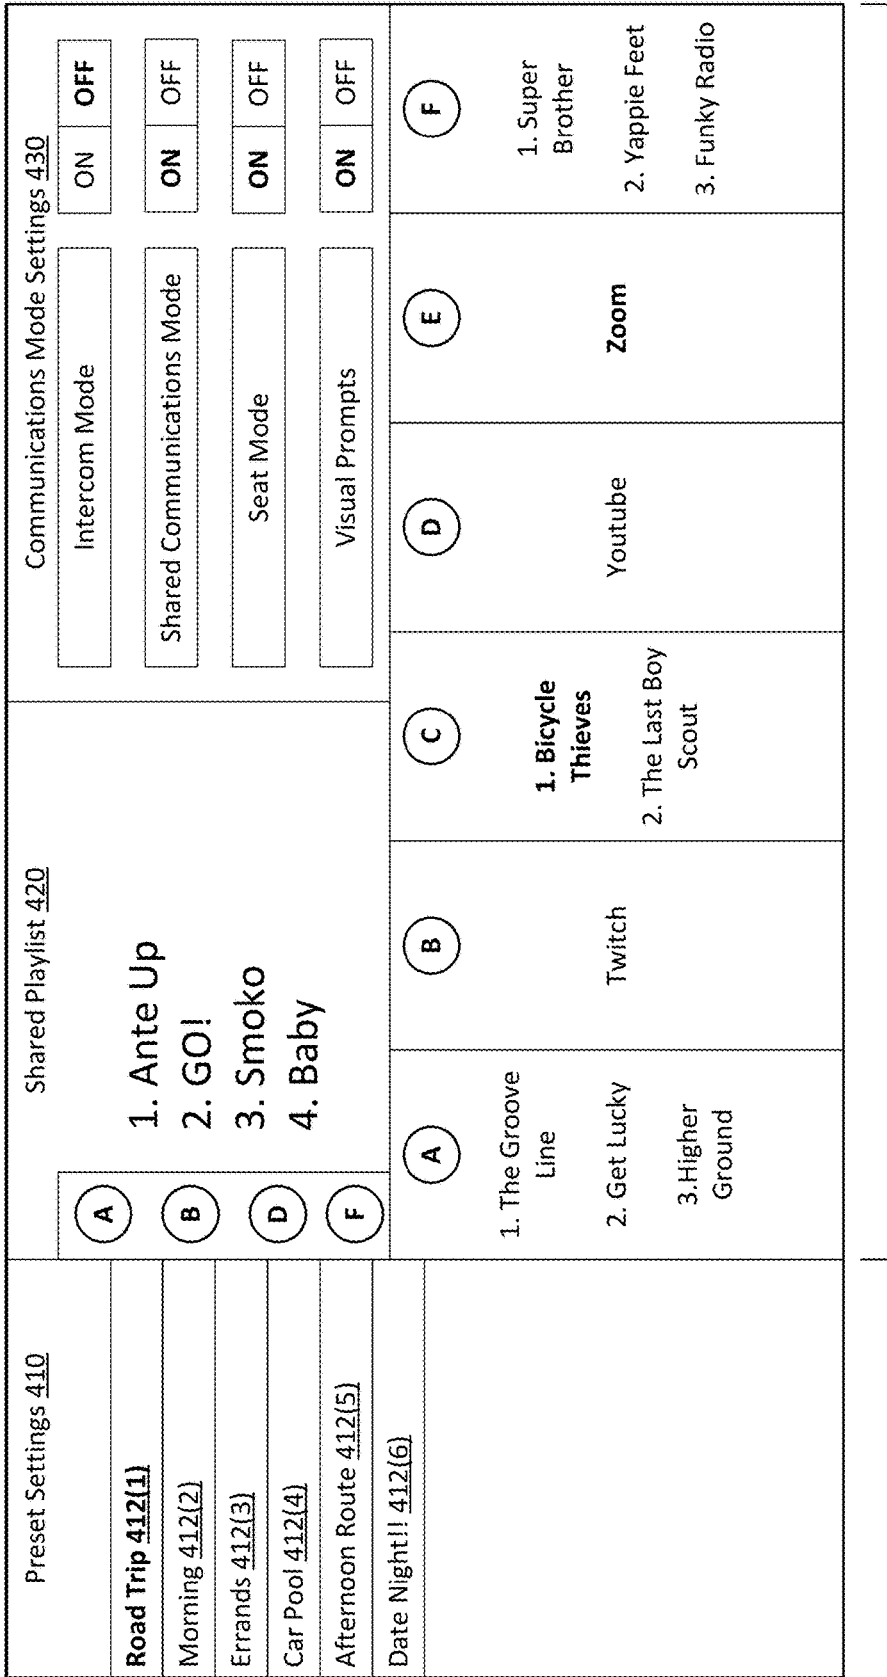 Preset Settings 410
Road Trip 412(1)
Morning 412(2)
Errands 412(3)
Car Pool 412(4)
Afternoon Route 412(5)
Date Night!! 412(6)
Shared Playlist 420
A
B
D
F
1. Ante Up
2. GO!
3. Smoko
4. Baby
Communications Mode Settings 430
Intercom Mode ON OFF
Shared Communications Mode ON OFF
Seat Mode ON OFF
Visual Prompts ON OFF
A
1. The Groove
Line
2. Get Lucky
3.Higher
Ground
B
Twitch
C
1. Bicycle
Thieves
2. The Last Boy
Scout
D
Youtube
E
Zoom
F
1. Super
Brother
2. Yappie Feet
3. Funky Radio